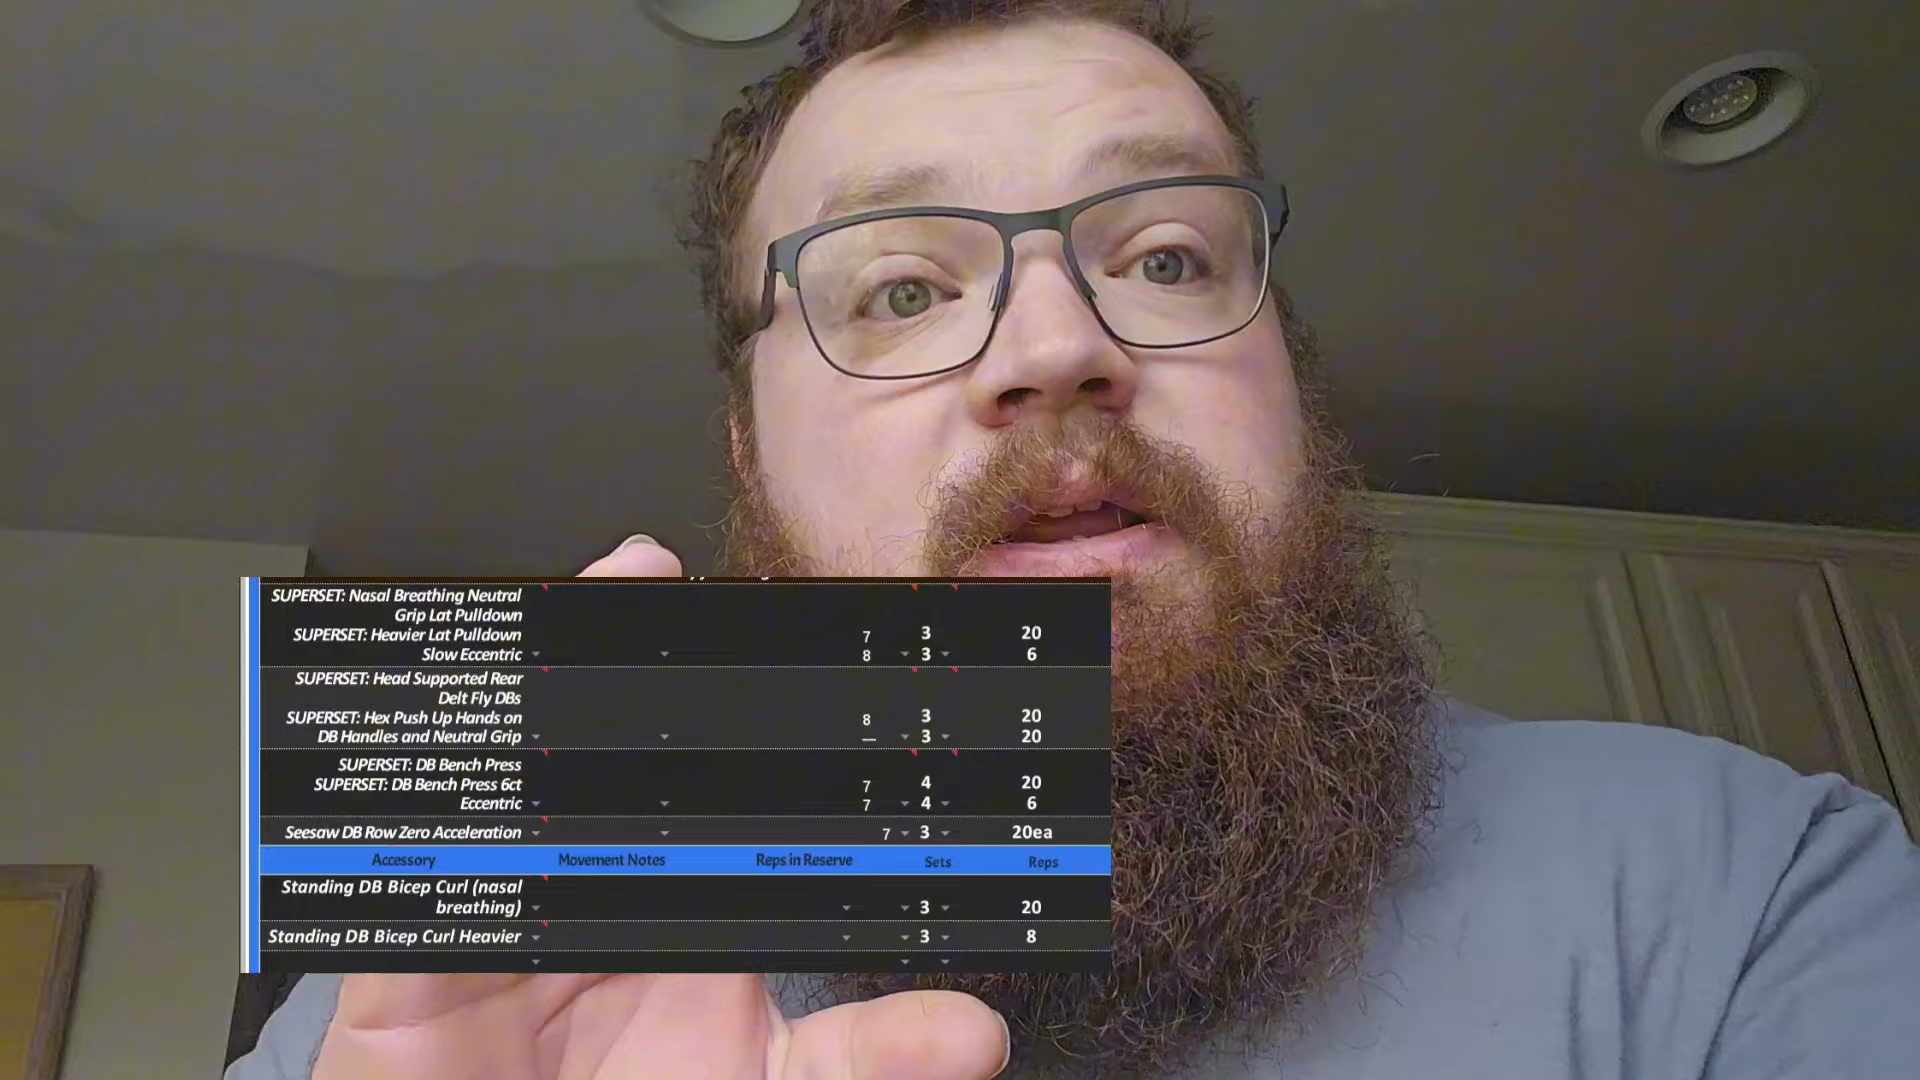 SUPERSET: Nasal Breathing Neutral
Grip Lat Pulldown
SUPERSET: Heavier Lat Pulldown 7 3 20
Slow Eccentric 8 3 6
SUPERSET: Head Supported Rear
Delt Fly DBs
SUPERSET: Hex Push Up Hands on 8 3 20
DB Handles and Neutral Grip — 3 20
SUPERSET: DB Bench Press
SUPERSET: DB Bench Press 6ct 7 4 20
Eccentric 7 4 6
Seesaw DB Row Zero Acceleration 7 3 20ea
Accessory Movement Notes Reps in Reserve Sets Reps
Standing DB Bicep Curl (nasal
breathing) 3 20
Standing DB Bicep Curl Heavier 3 8